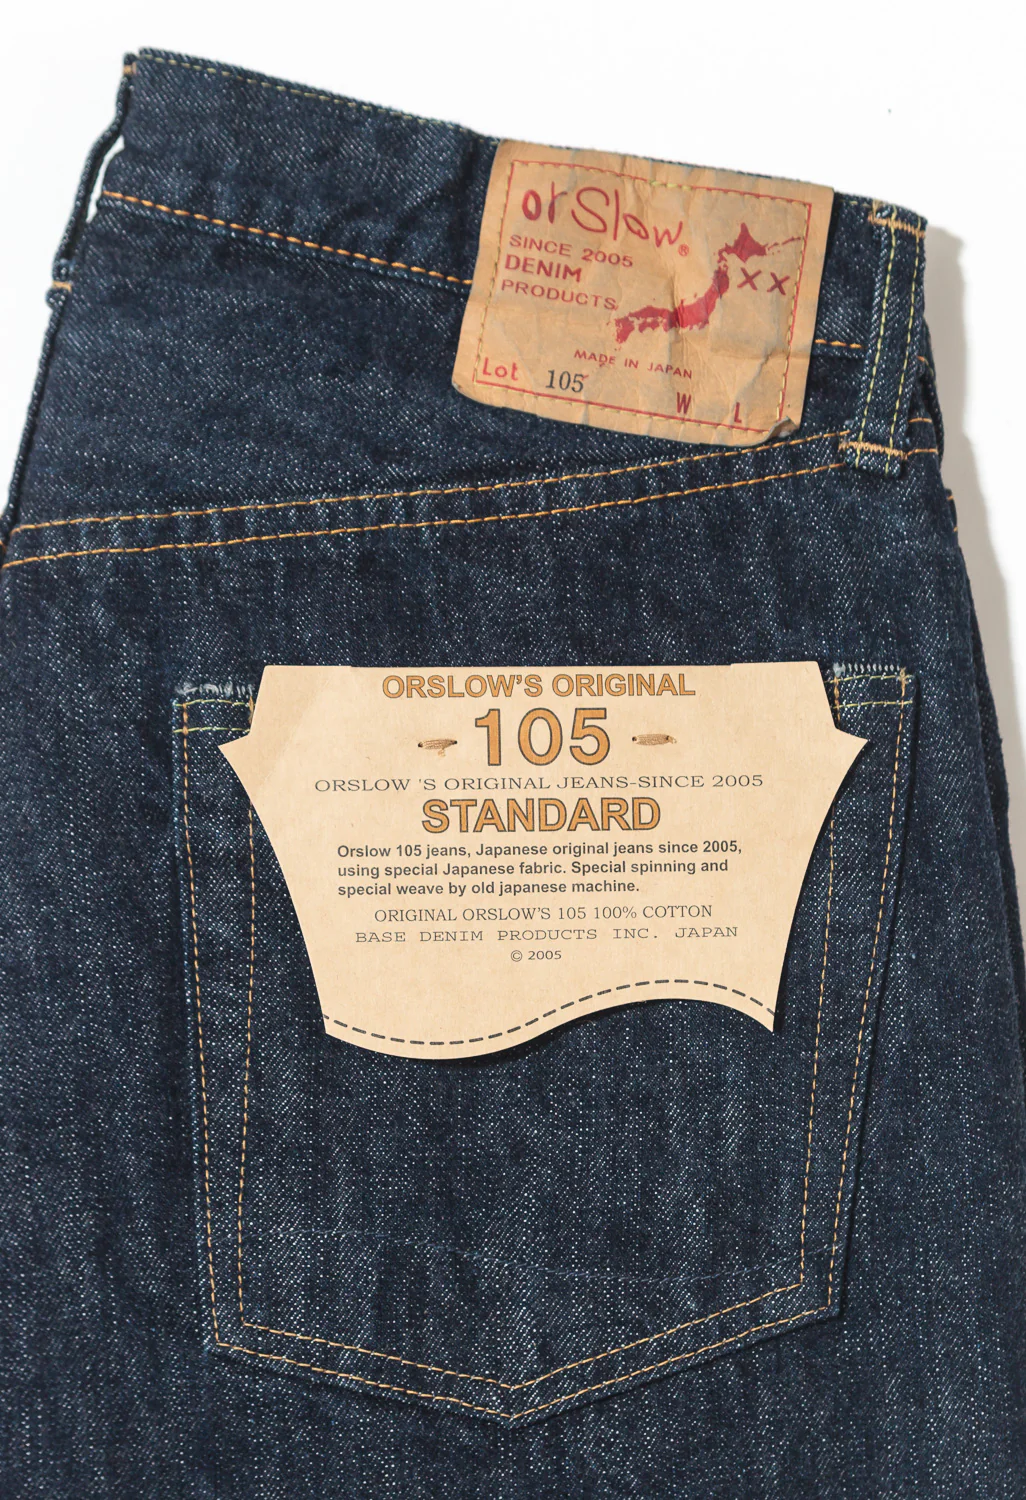 orSlow®
SINCE 2005
DENIM
PRODUCTS
XX
MADE IN JAPAN
Lot 105 W L
ORSLOW'S ORIGINAL
105
ORSLOW 'S ORIGINAL JEANS-SINCE 2005
STANDARD
Orslow 105 jeans, Japanese original jeans since 2005,
using special Japanese fabric. Special spinning and
special weave by old japanese machine.
ORIGINAL ORSLOW'S 105 100% COTTON
BASE DENIM PRODUCTS INC. JAPAN
© 2005